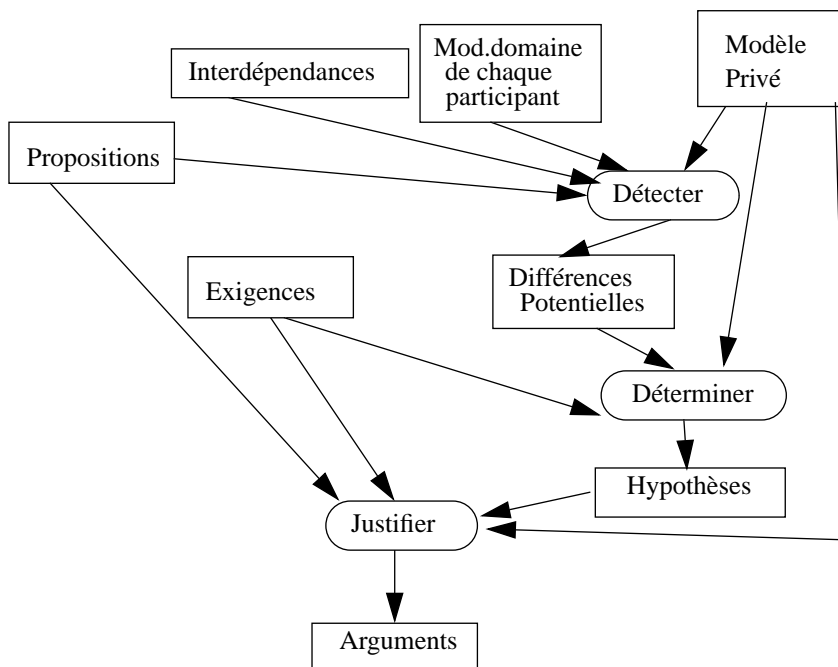 Interdépendances
Mod.domaine
de chaque
participant
Modèle
Privé
Propositions
Détecter
Exigences
Différences
Potentielles
Déterminer
Hypothèses
Justifier
Arguments